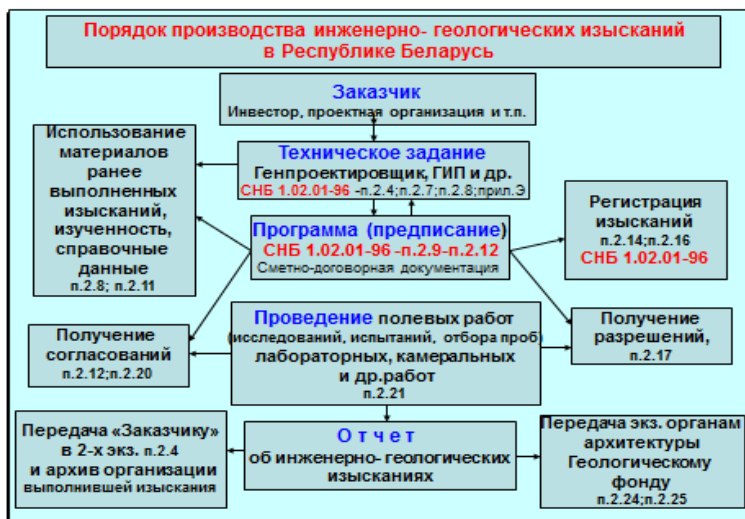 Порядок производства инженерно- геологических изысканий
в Республике Беларусь
Заказчик
Инвестор, проектная организация и т.п.
Использование
материалов
ранее
выполненных
изысканий,
изученность,
справочные
данные
п.2.8; п.2.11
Техническое задание
Генпроектировщик, ГИП и др.
СНБ 1.02.01-96 -п.2.4;п.2.7;п.2.8;прил.Э
Программа (предписание)
СНБ 1.02.01-96 -п.2.9-п.2.12
Сметно-договорная документация
Регистрация
изысканий
п.2.14;п.2.16
СНБ 1.02.01-96
Получение
согласований
п.2.12;п.2.20
Проведение полевых работ
(исследований, испытаний, отбора проб)
лабораторных, камеральных
и др.работ
п.2.21
Получение
разрешений,
п.2.17
Передача «Заказчику»
в 2-х экз. п.2.4
и архив организации
выполнившей изыскания
О т ч е т
об инженерно- геологических
изысканиях
Передача экз. органам
архитектуры
Геологическому
фонду
п.2.24;п.2.25